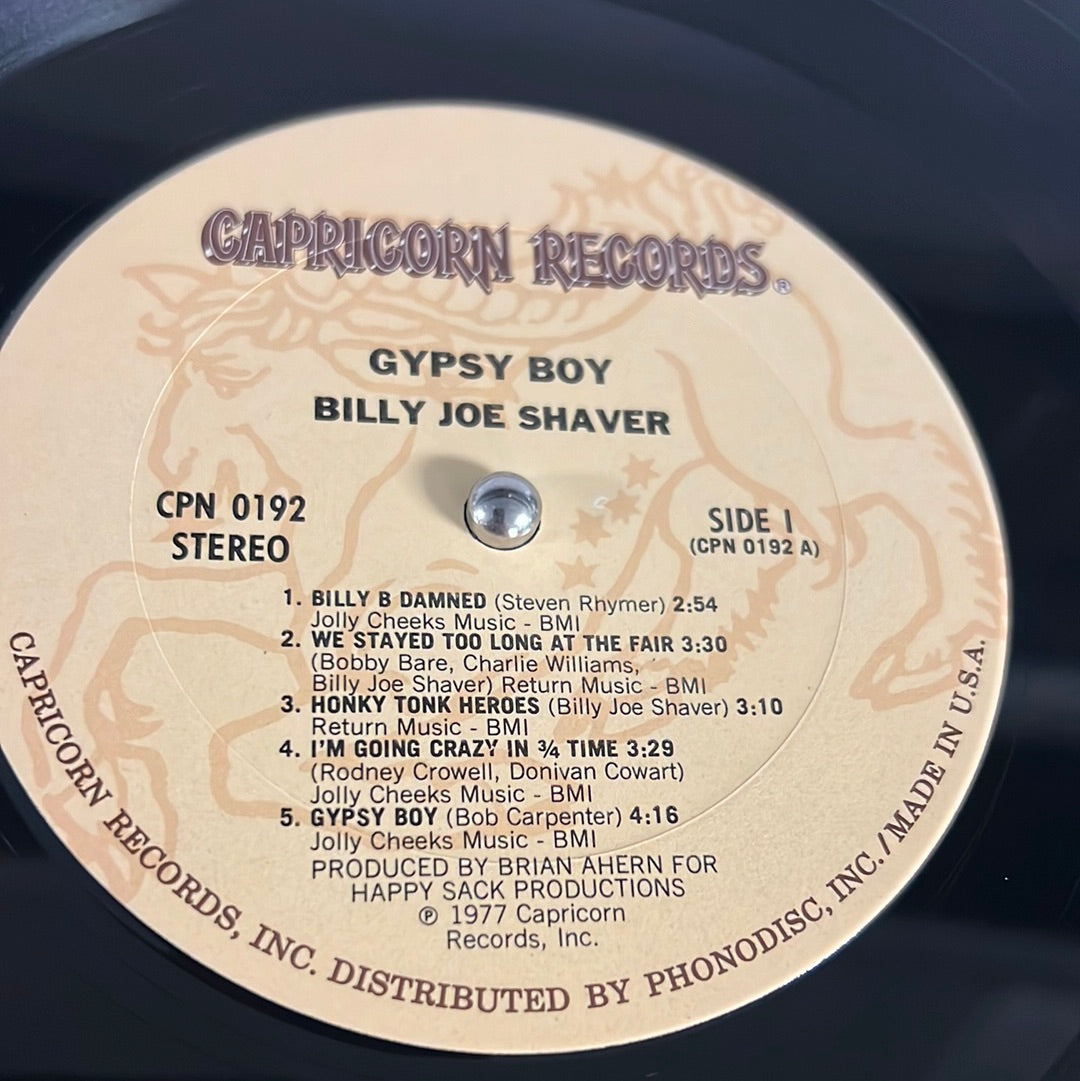 CAPRICORN RECORDS®
GYPSY BOY
BILLY JOE SHAVER
CPN 0192
STEREO
SIDE I
(CPN 0192 A)
1. BILLY B DAMNED (Steven Rhymer) 2:54
Jolly Cheeks Music - BMI
2. WE STAYED TOO LONG AT THE FAIR 3:30
(Bobby Bare, Charlie Williams,
Billy Joe Shaver) Return Music - BMI
3. HONKY TONK HEROES (Billy Joe Shaver) 3:10
Return Music - BMI
4. I'M GOING CRAZY IN ¾ TIME 3:29
(Rodney Crowell, Donivan Cowart)
Jolly Cheeks Music - BMI
5. GYPSY BOY (Bob Carpenter) 4:16
Jolly Cheeks Music - BMI
PRODUCED BY BRIAN AHERN FOR
HAPPY SACK PRODUCTIONS
℗ 1977 Capricorn
Records, Inc.
CAPRICORN RECORDS, INC. DISTRIBUTED BY PHONODISC, INC./MADE IN U.S.A.